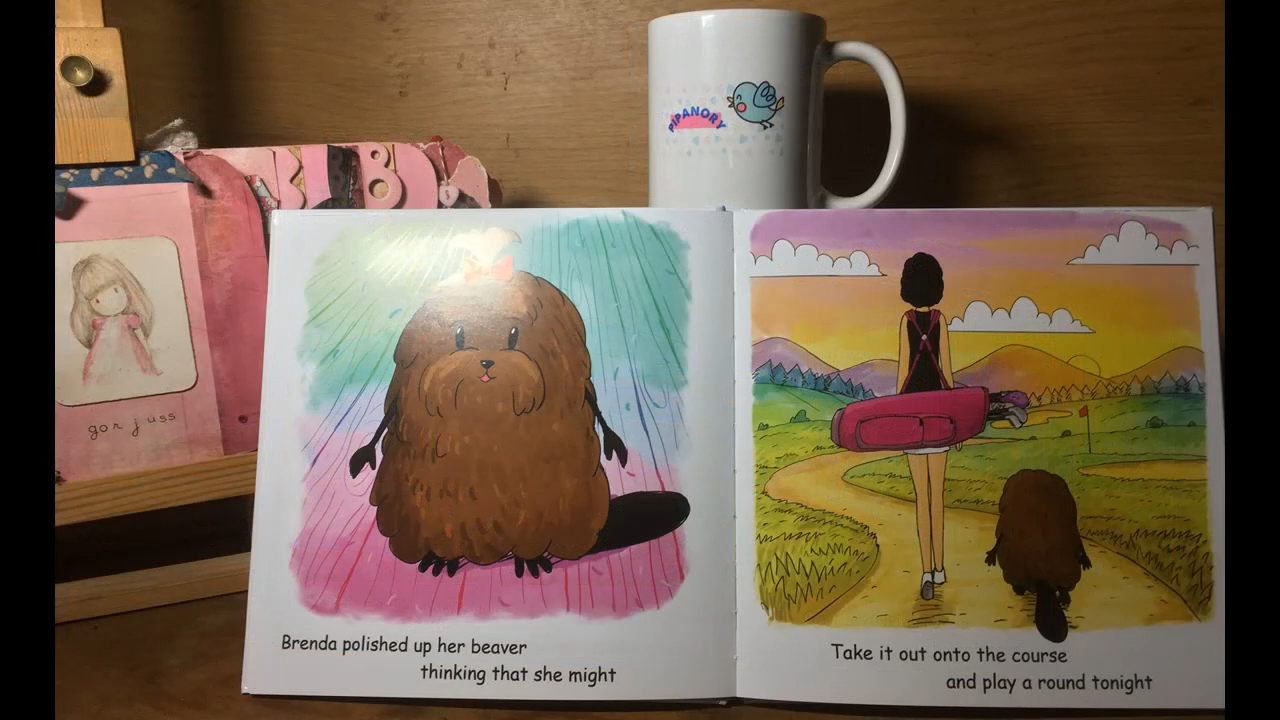 PIPANORY
gorjuss
Brenda polished up her beaver
thinking that she might
Take it out onto the course
and play a round tonight